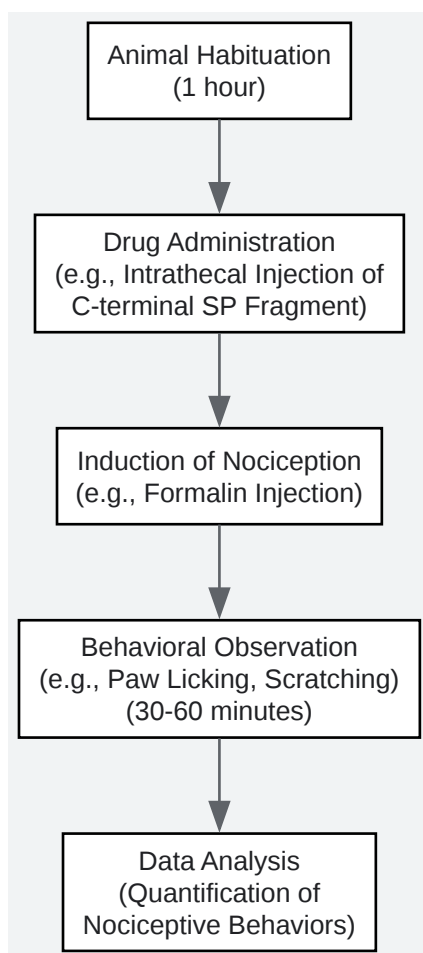 Animal Habituation
(1 hour)
Drug Administration
(e.g., Intrathecal Injection of
C-terminal SP Fragment)
Induction of Nociception
(e.g., Formalin Injection)
Behavioral Observation
(e.g., Paw Licking, Scratching)
(30-60 minutes)
Data Analysis
(Quantification of
Nociceptive Behaviors)